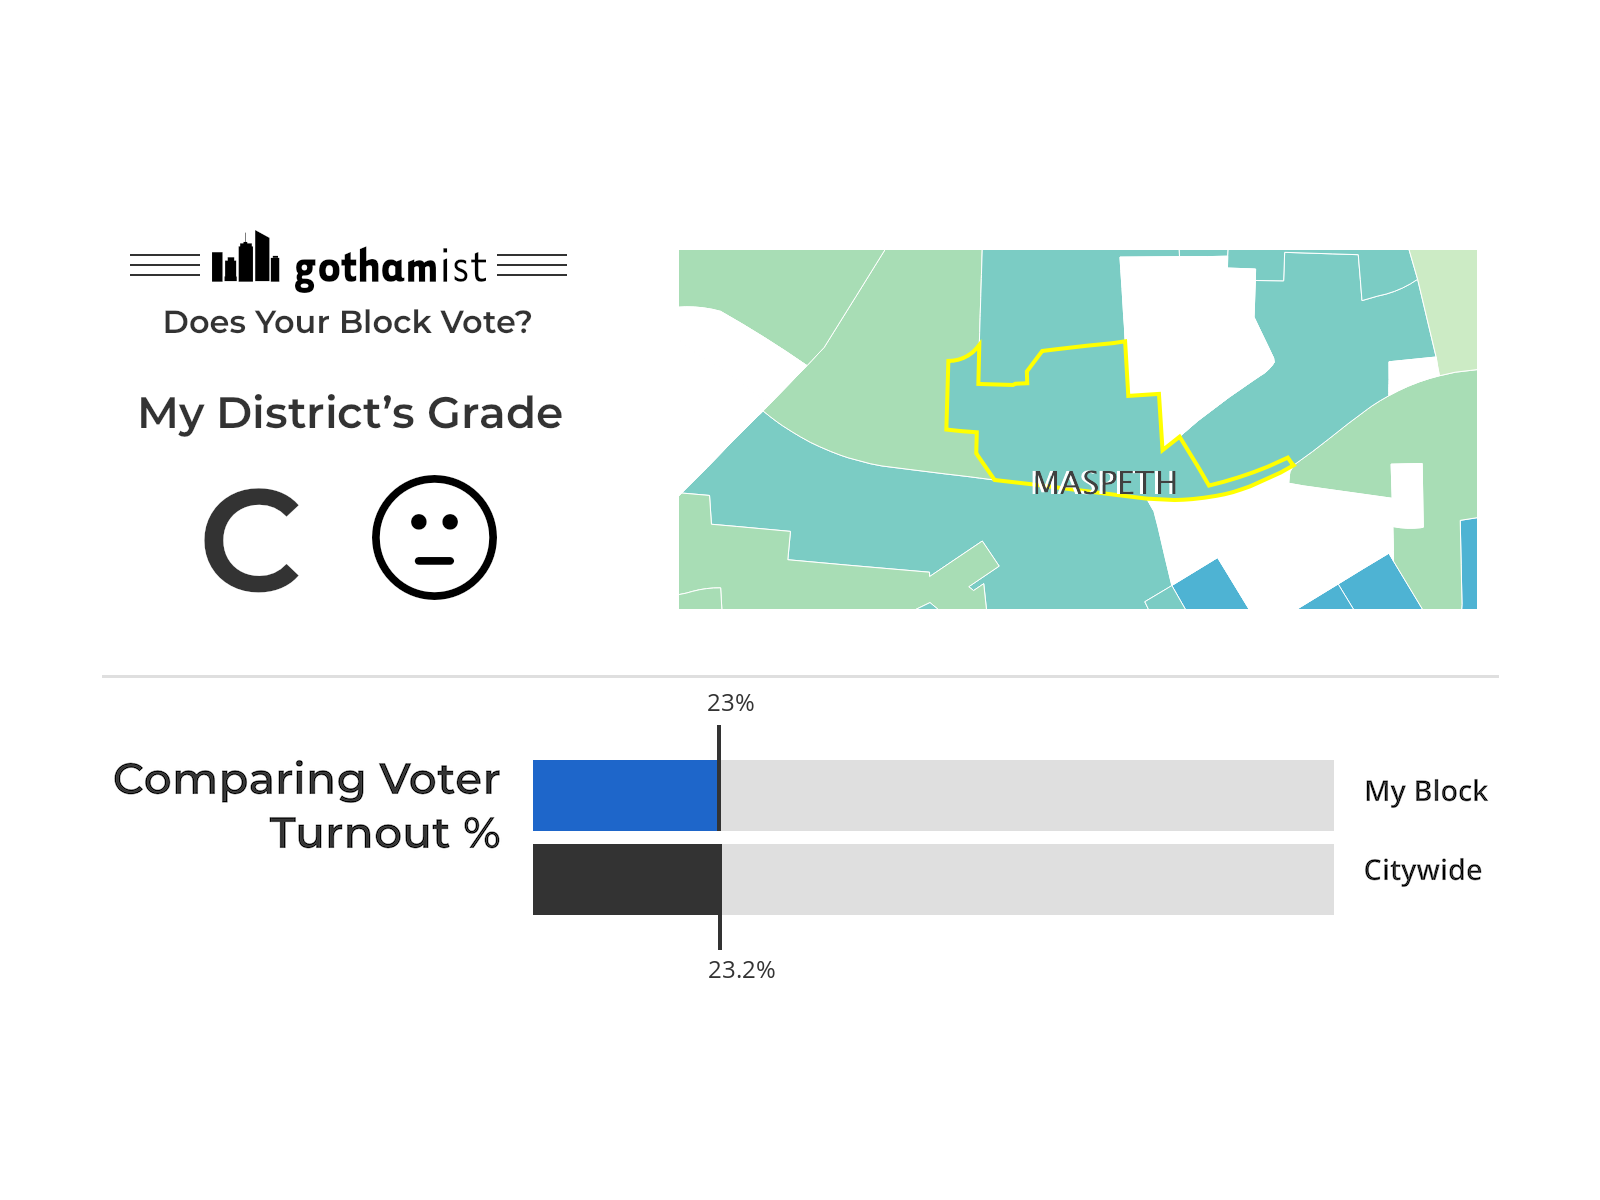 gothamist
Does Your Block Vote?
My District’s Grade
C
MASPETH
23%
Comparing Voter
Turnout %
My Block
Citywide
23.2%